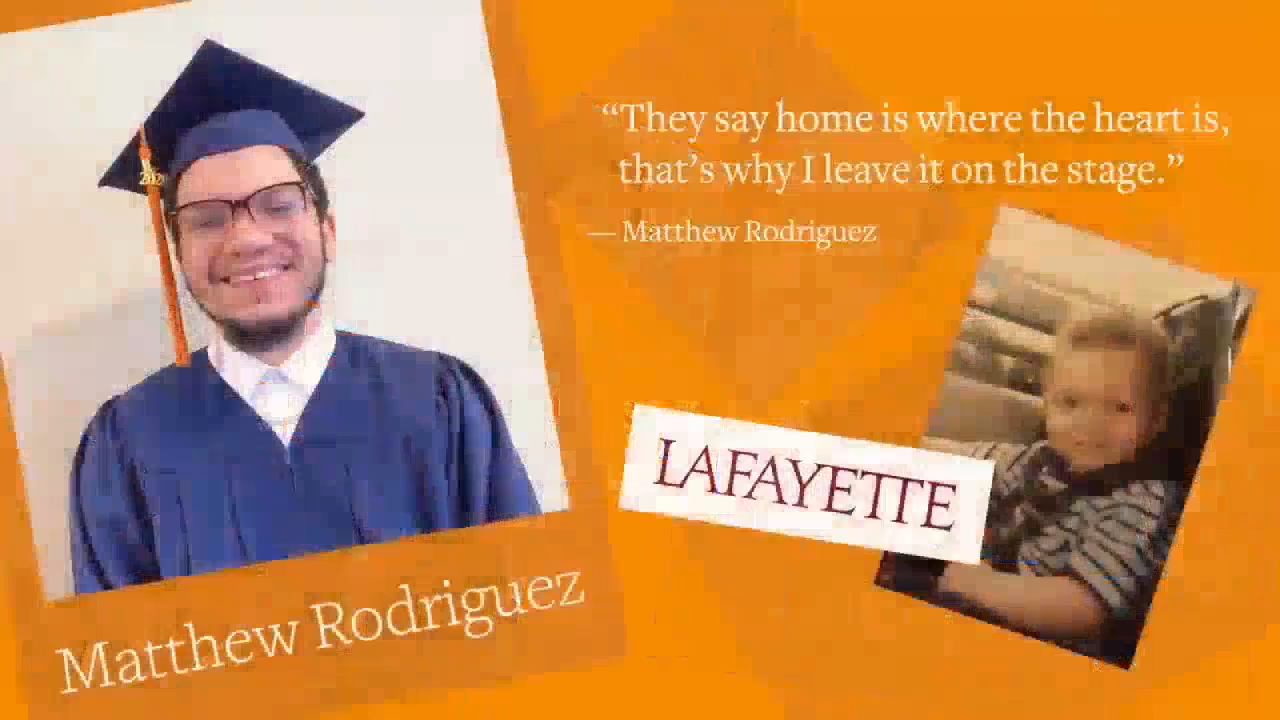 “They say home is where the heart is,
that’s why I leave it on the stage.”
— Matthew Rodriguez
LAFAYETTE
Matthew Rodriguez